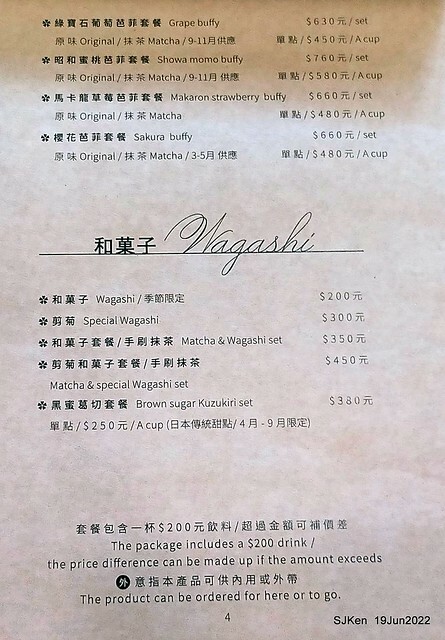 ✽ 綠寶石葡萄芭菲套餐 Grape buffy $630元/set
原味 Original/抹茶 Matcha/9-11月供應 單點/$450元/A cup
✽ 昭和蜜桃芭菲套餐 Showa momo buffy $760元/set
原味 Original/抹茶 Matcha/9-11月供應 單點/$580元/A cup
✽ 馬卡龍草莓芭菲套餐 Makaron strawberry buffy $660元/set
原味 Original/抹茶 Matcha 單點/$480元/A cup
✽ 櫻花芭菲套餐 Sakura buffy $660元/set
原味 Original/抹茶 Matcha/3-5月供應 單點/$480元/A cup
和菓子 Wagashi
✽ 和菓子 Wagashi/季節限定 $200元
✽ 剪菊 Special Wagashi $300元
✽ 和菓子套餐/手刷抹茶 Matcha & Wagashi set $350元
✽ 剪菊和菓子套餐/手刷抹茶 $450元
Matcha & special Wagashi set
✽ 黑蜜葛切套餐 Brown sugar Kuzukiri set $380元
單點/$250元/A cup (日本傳統甜點/4月-9月限定)
套餐包含一杯$200元飲料/超過金額可補價差
The package includes a $200 drink /
the price difference can be made up if the amount exceeds
外 意指本產品可供內用或外帶
The product can be ordered for here or to go.
4
SJKen 19Jun2022